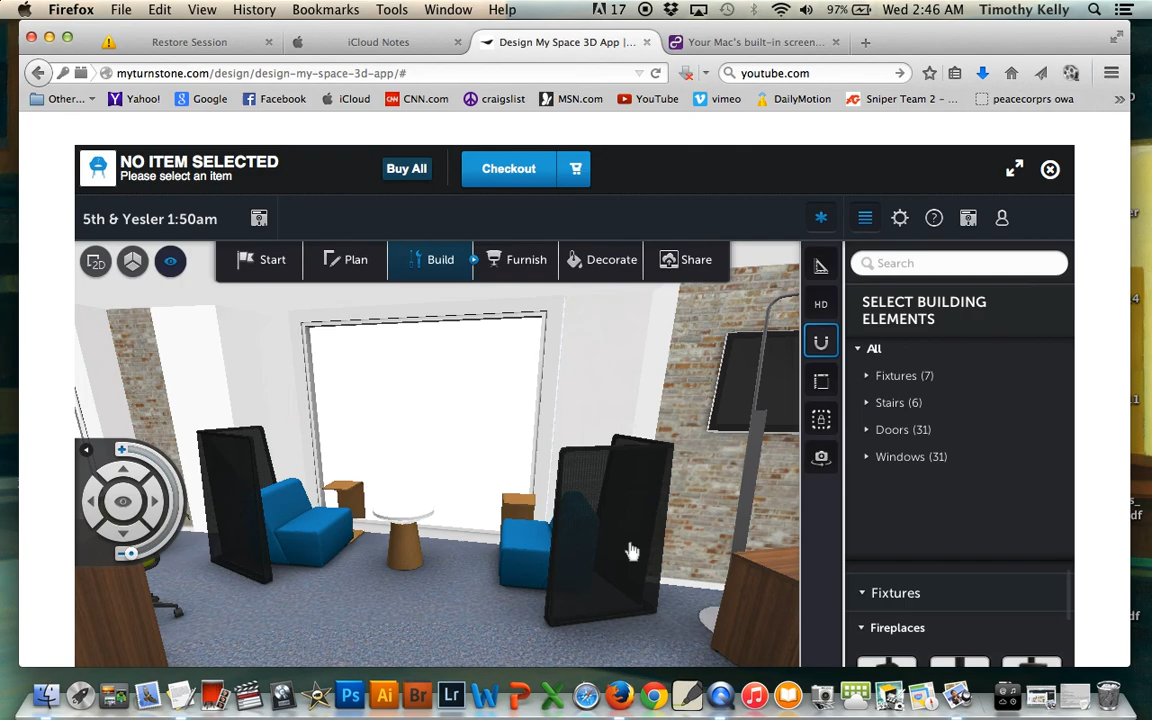 Firefox File Edit View History Bookmarks Tools Window Help 17 97% Wed 2:46 AM Timothy Kelly
Restore Session iCloud Notes Design My Space 3D App |... Your Mac's built-in screen...
myturnstone.com/design/design-my-space-3d-app/# youtube.com
Other... Yahoo! Google Facebook iCloud CNN.com craigslist MSN.com YouTube vimeo DailyMotion Sniper Team 2 - ... peacecorprs owa
NO ITEM SELECTED
Please select an item
Buy All Checkout
5th & Yesler 1:50am
2D Start Plan Build Furnish Decorate Share
Search
HD
SELECT BUILDING
ELEMENTS
All
Fixtures (7)
Stairs (6)
Doors (31)
Windows (31)
Fixtures
Fireplaces
Ps Ai Br Lr